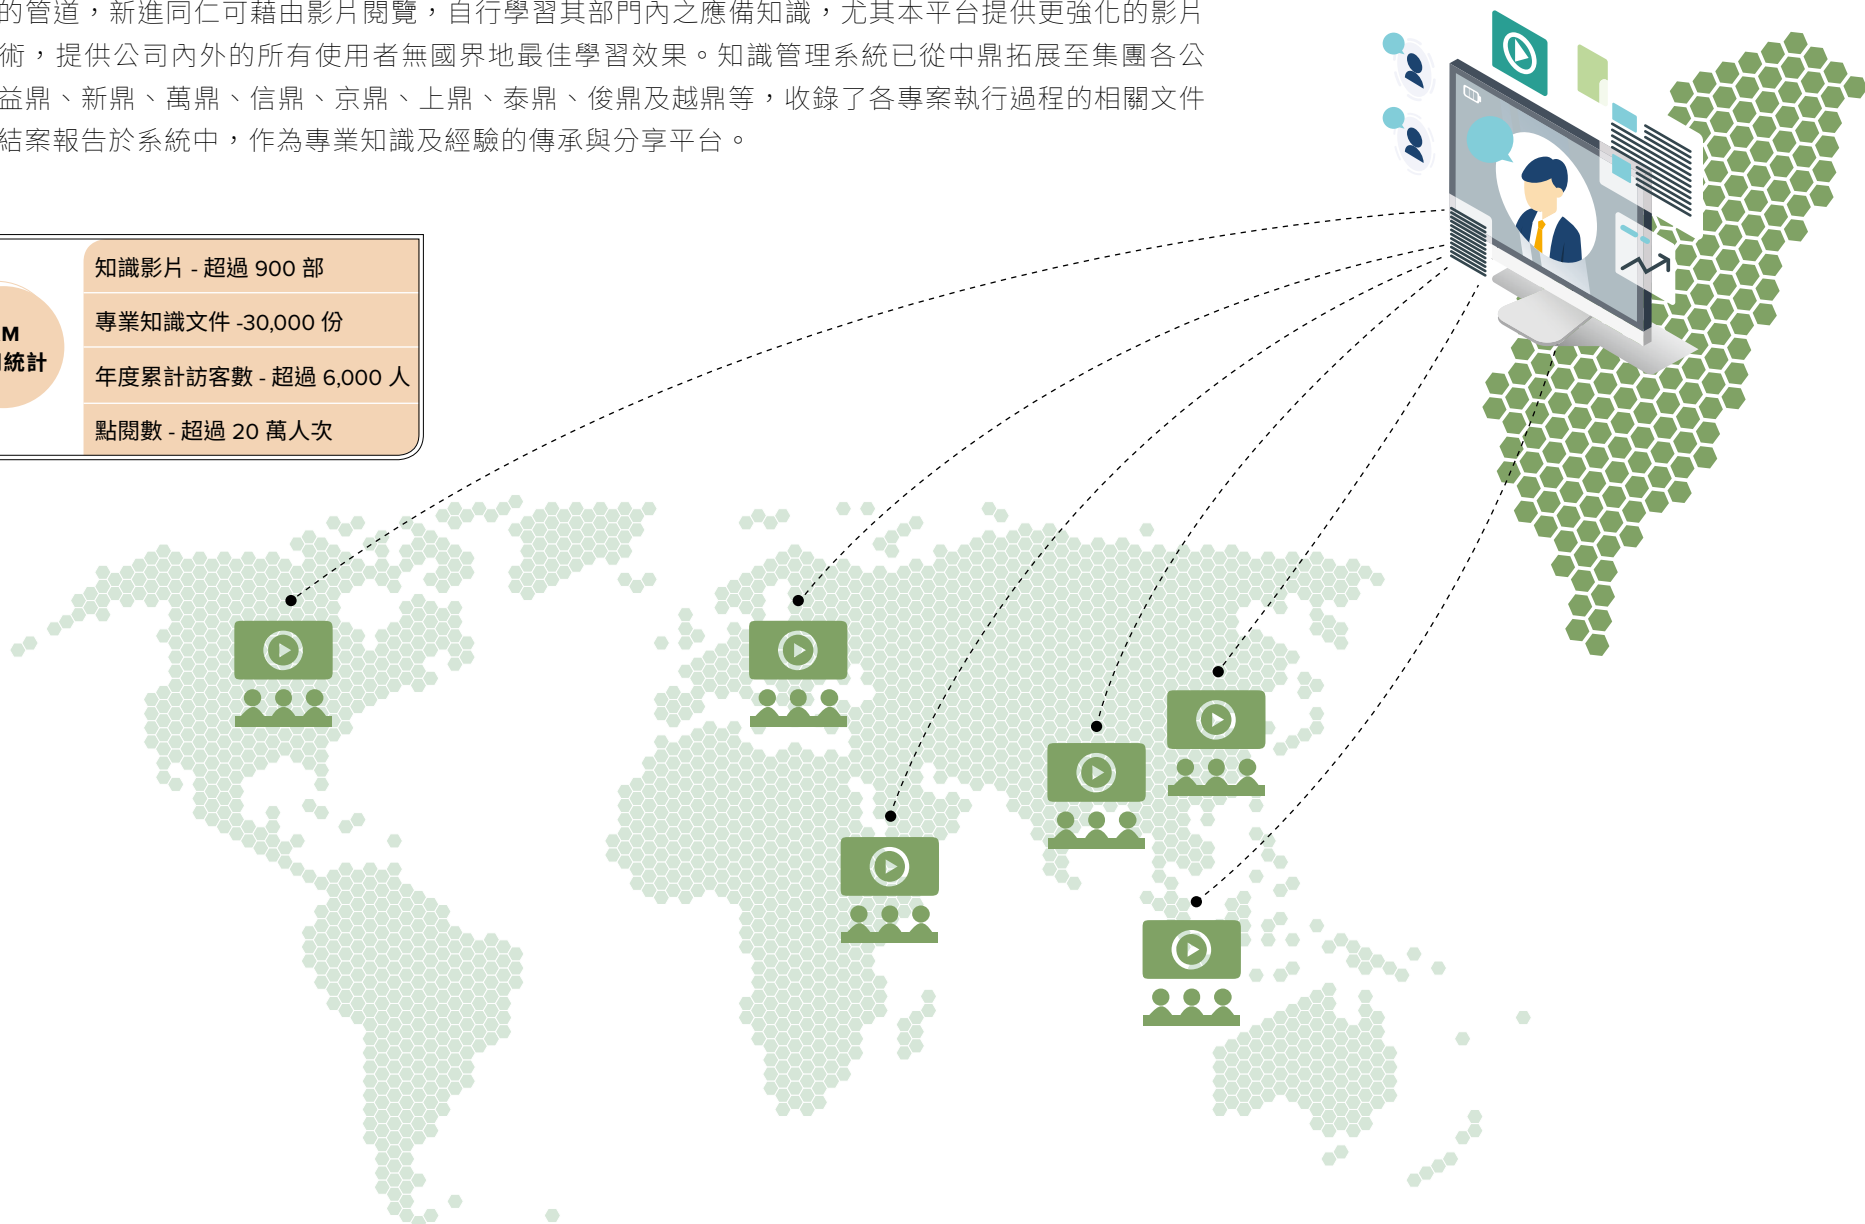 的管道，新進同仁可藉由影片閱覽，自行學習其部門內之應備知識，尤其本平台提供更強化的影片
術，提供公司內外的所有使用者無國界地最佳學習效果。知識管理系統已從中鼎拓展至集團各公
益鼎、新鼎、萬鼎、信鼎、京鼎、上鼎、泰鼎、俊鼎及越鼎等，收錄了各專案執行過程的相關文件
結案報告於系統中，作為專業知識及經驗的傳承與分享平台。
M
統計
知識影片 - 超過 900 部
專業知識文件 -30,000 份
年度累計訪客數 - 超過 6,000 人
點閱數 - 超過 20 萬人次